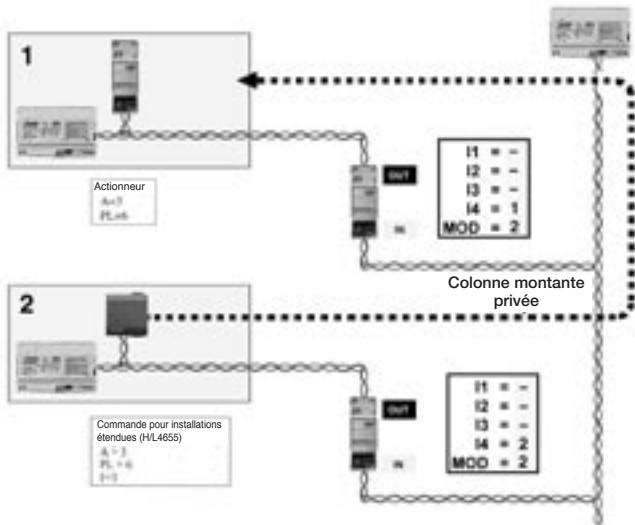 1
Actionneur
A=3
PL=6
OUT
IN
I1 = –
I2 = –
I3 = –
I4 = 1
MOD = 2
Colonne montante
privée
2
Commande pour installations
étendues (H/L4655)
A = 3
PL = 6
I=1
OUT
IN
I1 = –
I2 = –
I3 = –
I4 = 2
MOD = 2